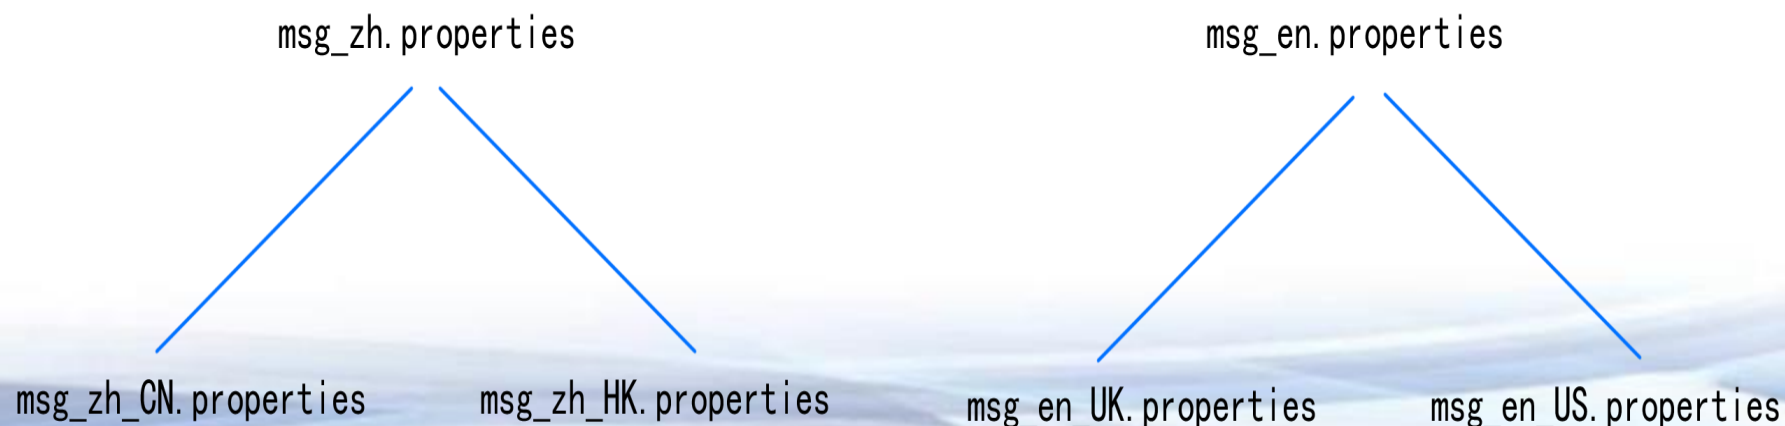 msg_zh.properties
msg_en.properties
msg_zh_CN.properties
msg_zh_HK.properties
msg_en_UK.properties
msg_en_US.properties